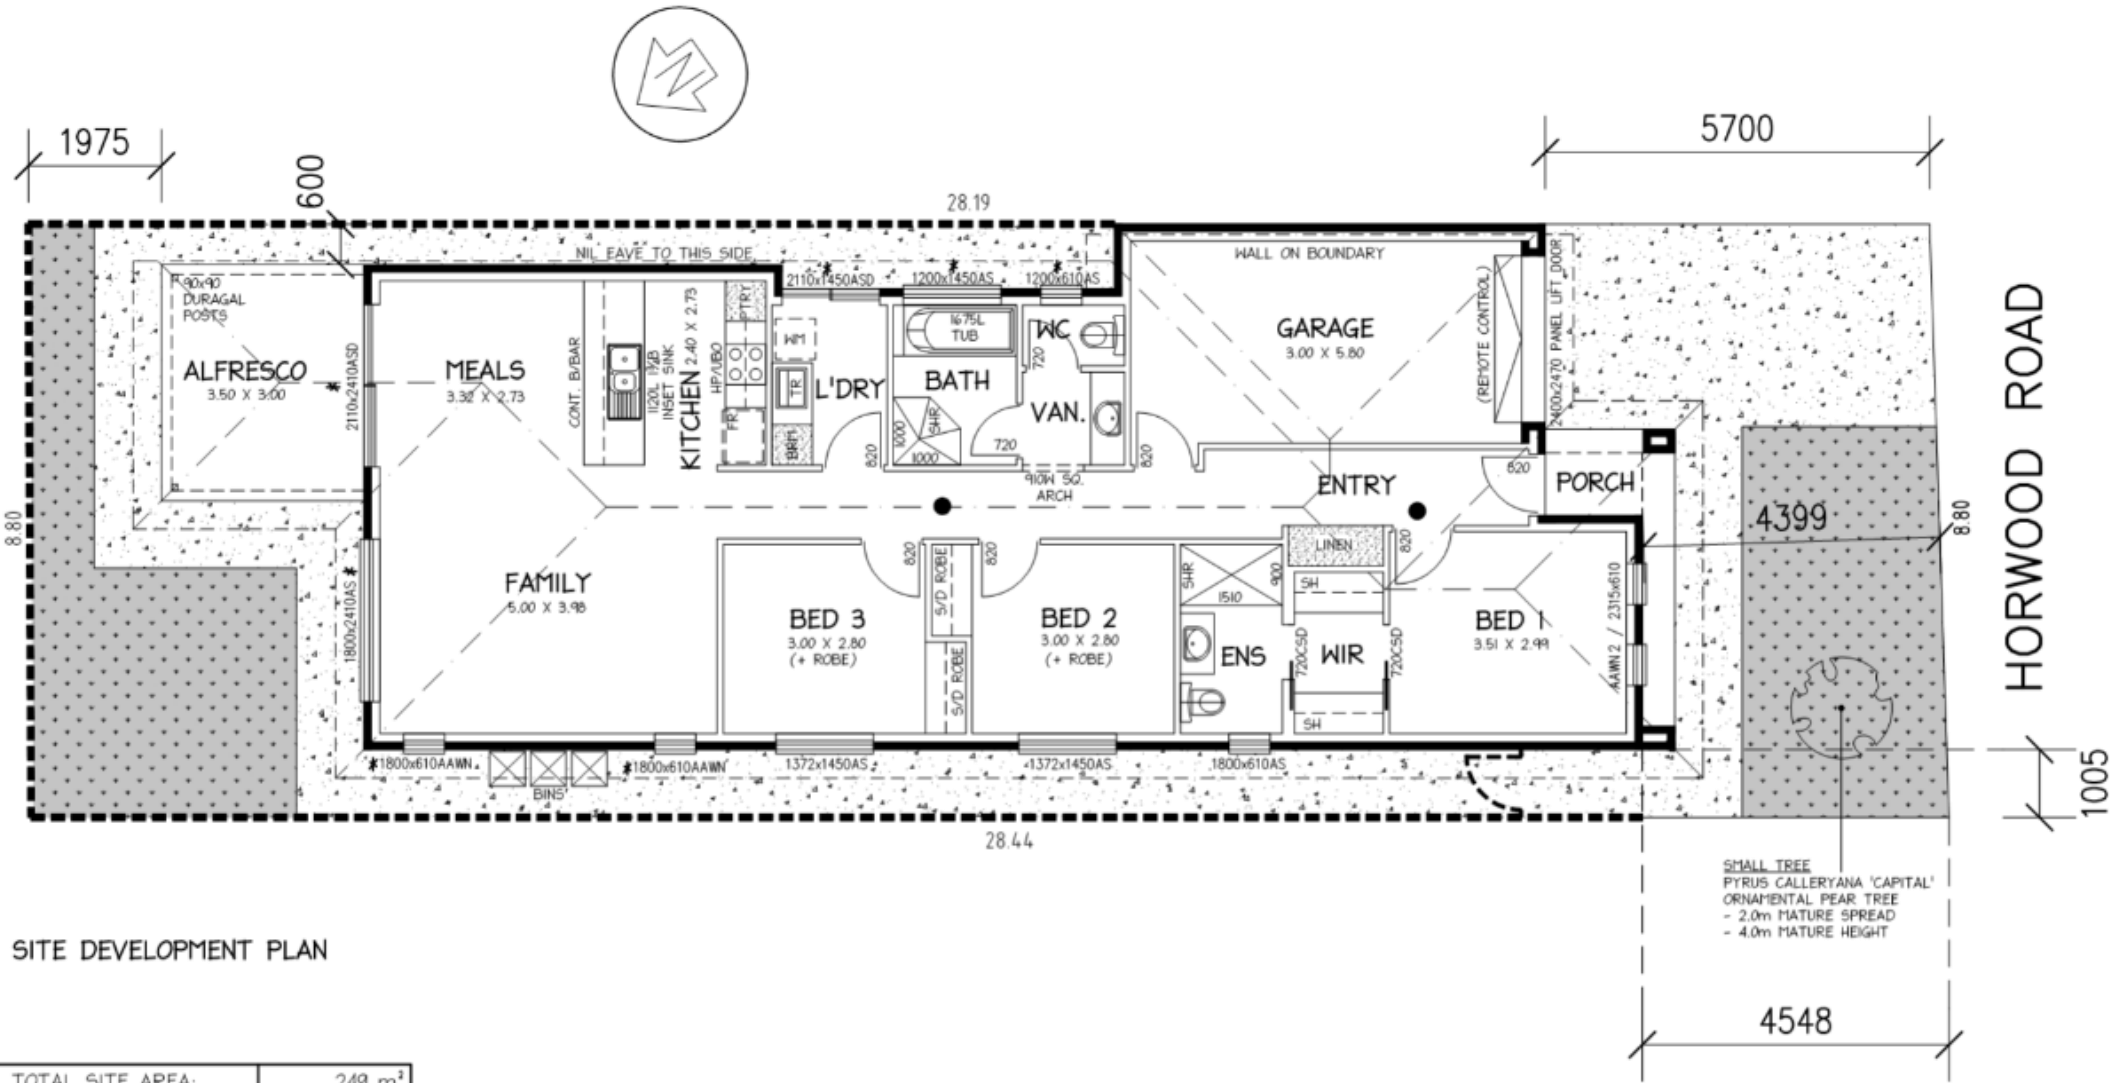 N
1975
600
5700
28.19
NIL EAVE TO THIS SIDE
WALL ON BOUNDARY
2110x1450ASD
1200x1450AS
1200x610AS
90x90
DURAGAL
POSTS
ALFRESCO
3.50 X 3.00
2110x2410ASD
MEALS
3.32 X 2.73
CONT. B/BAR
1120L 1½B
INSET SINK
KITCHEN 2.40 X 2.73
HP/UBO
PTRY
FR
WM
TR
BRM
L'DRY
820
1675L
TUB
BATH
SHR
1000
1000
720
WC
720
VAN.
910W SQ.
ARCH
820
GARAGE
3.00 X 5.80
(REMOTE CONTROL)
2400x2470 PANEL LIFT DOOR
ENTRY
820
PORCH
4399
8.80
8.80
HORWOOD ROAD
1800x2410AS
FAMILY
5.00 X 3.98
820
BED 3
3.00 X 2.80
(+ ROBE)
S/D ROBE
S/D ROBE
820
BED 2
3.00 X 2.80
(+ ROBE)
SHR
900
1510
ENS
LINEN
SH
720CSD
WIR
720CSD
SH
820
BED 1
3.51 X 2.99
AAWN 2 / 2315x610
*1800x610AAWN
BINS
*1800x610AAWN
1372x1450AS
1372x1450AS
1800x610AS
28.44
1005
SMALL TREE
PYRUS CALLERYANA 'CAPITAL'
ORNAMENTAL PEAR TREE
- 2.0m MATURE SPREAD
- 4.0m MATURE HEIGHT
4548
SITE DEVELOPMENT PLAN
TOTAL SITE AREA: 249 m²